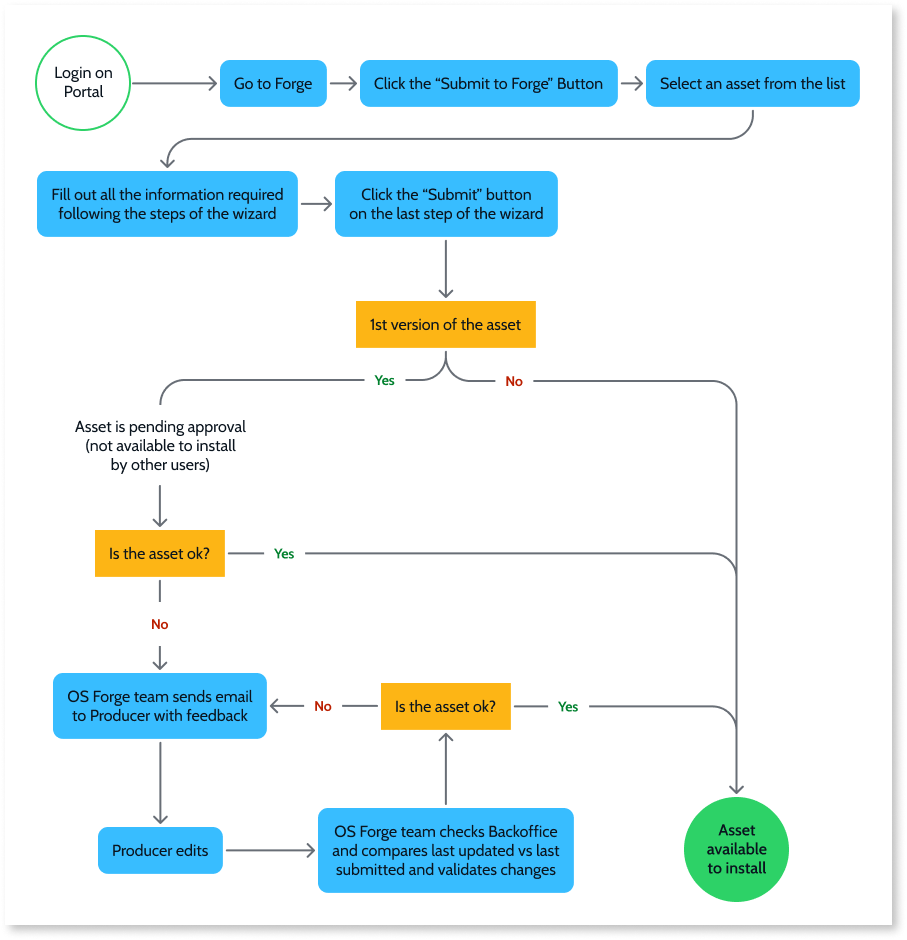 Login on
Portal
Go to Forge
Click the “Submit to Forge” Button
Select an asset from the list
Fill out all the information required
following the steps of the wizard
Click the “Submit” button
on the last step of the wizard
1st version of the asset
Yes
No
Asset is pending approval
(not available to install
by other users)
Is the asset ok?
Yes
No
OS Forge team sends email
to Producer with feedback
No
Is the asset ok?
Yes
Producer edits
OS Forge team checks Backoffice
and compares last updated vs last
submitted and validates changes
Asset
available
to install